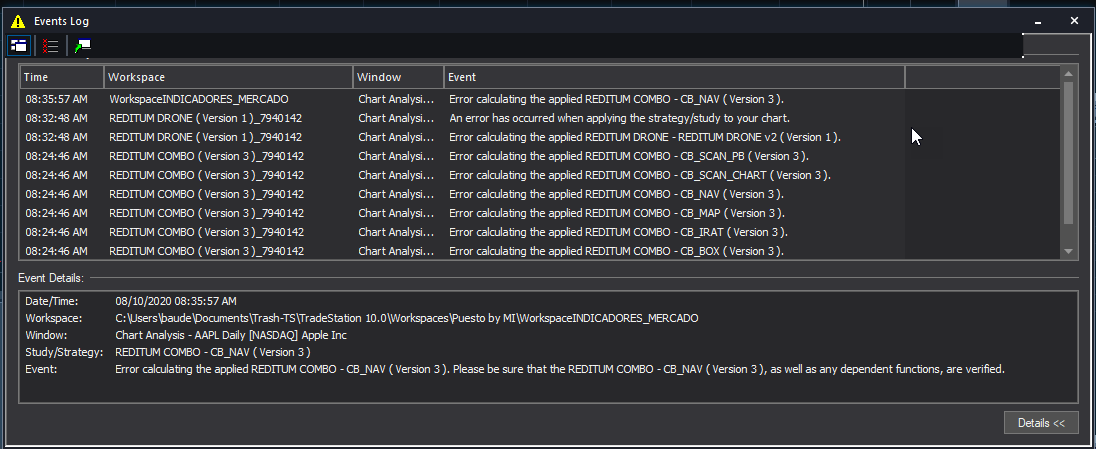 Events Log
Time Workspace Window Event
08:35:57 AM WorkspaceINDICADORES_MERCADO Chart Analysi... Error calculating the applied REDITUM COMBO - CB_NAV ( Version 3 ).
08:32:48 AM REDITUM DRONE ( Version 1 )_7940142 Chart Analysi... An error has occurred when applying the strategy/study to your chart.
08:32:48 AM REDITUM DRONE ( Version 1 )_7940142 Chart Analysi... Error calculating the applied REDITUM DRONE - REDITUM DRONE v2 ( Version 1 ).
08:24:46 AM REDITUM COMBO ( Version 3 )_7940142 Chart Analysi... Error calculating the applied REDITUM COMBO - CB_SCAN_PB ( Version 3 ).
08:24:46 AM REDITUM COMBO ( Version 3 )_7940142 Chart Analysi... Error calculating the applied REDITUM COMBO - CB_SCAN_CHART ( Version 3 ).
08:24:46 AM REDITUM COMBO ( Version 3 )_7940142 Chart Analysi... Error calculating the applied REDITUM COMBO - CB_NAV ( Version 3 ).
08:24:46 AM REDITUM COMBO ( Version 3 )_7940142 Chart Analysi... Error calculating the applied REDITUM COMBO - CB_MAP ( Version 3 ).
08:24:46 AM REDITUM COMBO ( Version 3 )_7940142 Chart Analysi... Error calculating the applied REDITUM COMBO - CB_IRAT ( Version 3 ).
08:24:46 AM REDITUM COMBO ( Version 3 )_7940142 Chart Analysi... Error calculating the applied REDITUM COMBO - CB_BOX ( Version 3 ).
Event Details:
Date/Time: 08/10/2020 08:35:57 AM
Workspace: C:\Users\baude\Documents\Trash-TS\TradeStation 10.0\Workspaces\Puesto by MI\WorkspaceINDICADORES_MERCADO
Window: Chart Analysis - AAPL Daily [NASDAQ] Apple Inc
Study/Strategy: REDITUM COMBO - CB_NAV ( Version 3 )
Event: Error calculating the applied REDITUM COMBO - CB_NAV ( Version 3 ). Please be sure that the REDITUM COMBO - CB_NAV ( Version 3 ), as well as any dependent functions, are verified.
Details <<